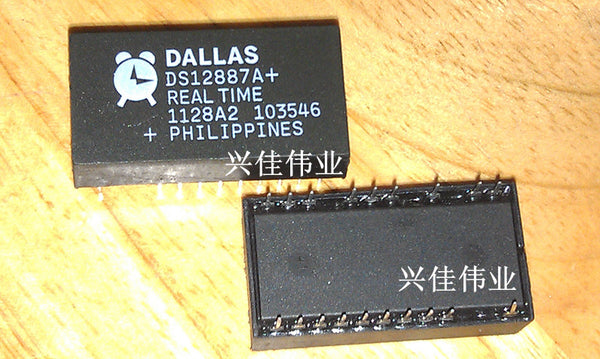 DALLAS
DS12887A+
REAL TIME
1128A2 103546
+ PHILIPPINES
兴佳伟业
兴佳伟业